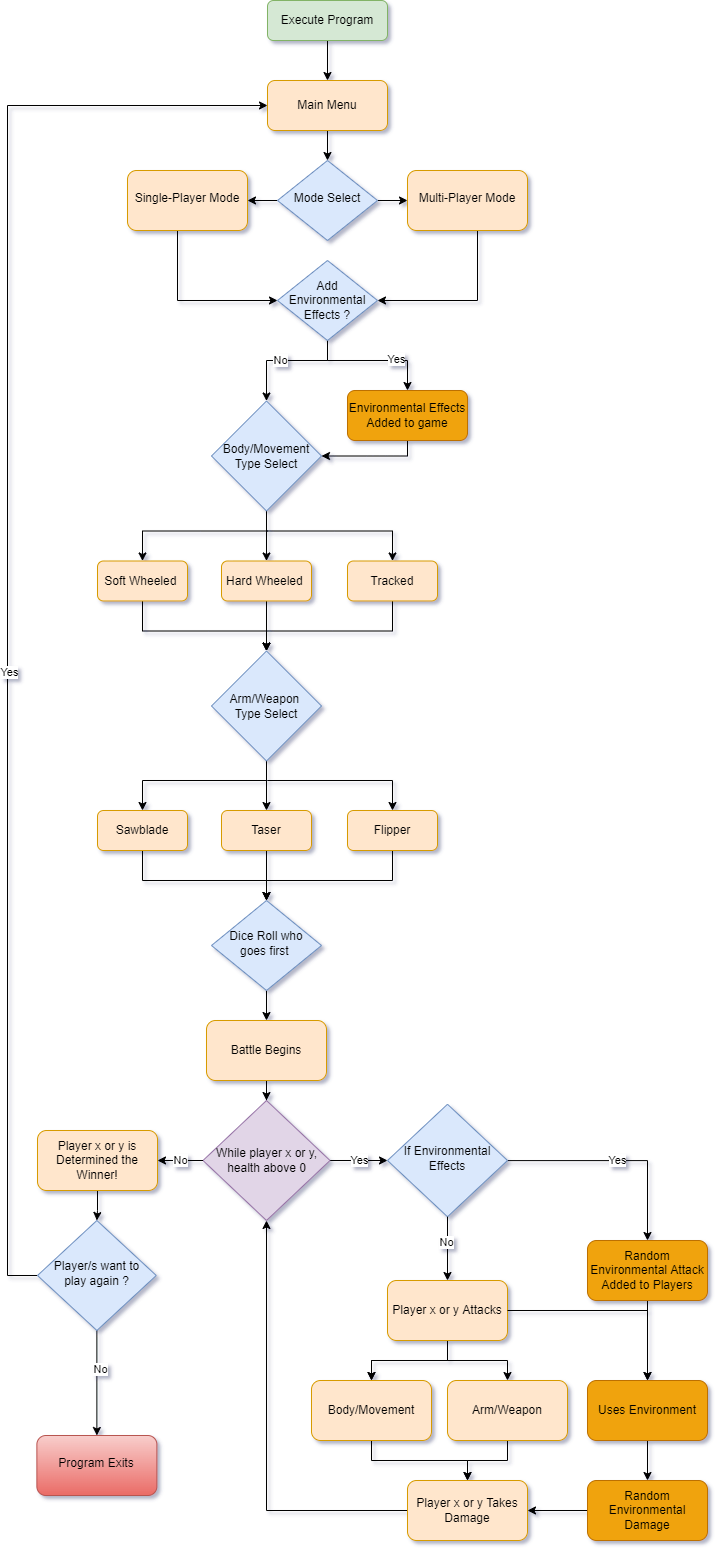 Execute Program
Main Menu
Single-Player Mode
Mode Select
Multi-Player Mode
Add
Environmental
Effects ?
No
Yes
Environmental Effects
Added to game
Body/Movement
Type Select
Soft Wheeled
Hard Wheeled
Tracked
Yes
Arm/Weapon
Type Select
Sawblade
Taser
Flipper
Dice Roll who
goes first
Battle Begins
Player x or y is
Determined the
Winner!
No
While player x or y,
health above 0
Yes
If Environmental
Effects
Yes
No
Player/s want to
play again ?
Random
Environmental Attack
Added to Players
Player x or y Attacks
No
Body/Movement
Arm/Weapon
Uses Environment
Program Exits
Player x or y Takes
Damage
Random
Environmental
Damage